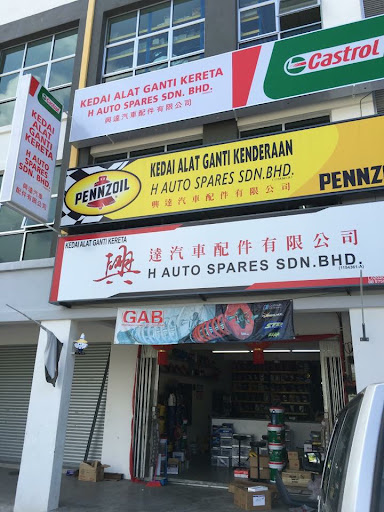 KEDAI ALAT GANTI KERETA
H AUTO SPARES SDN. BHD.
興達汽車配件有限公司
Castrol
KEDAI
ALAT
GANTI
KERETA
H AUTO
SPARES
SDN. BHD.
興達汽車
配件有限公司
PENNZOIL
KEDAI ALAT GANTI KENDERAAN
H AUTO SPARES SDN.BHD.
興達汽車配件有限公司
PENNZ
KEDAI ALAT GANTI KERETA
興達汽車配件有限公司
H AUTO SPARES SDN.BHD.
GAB